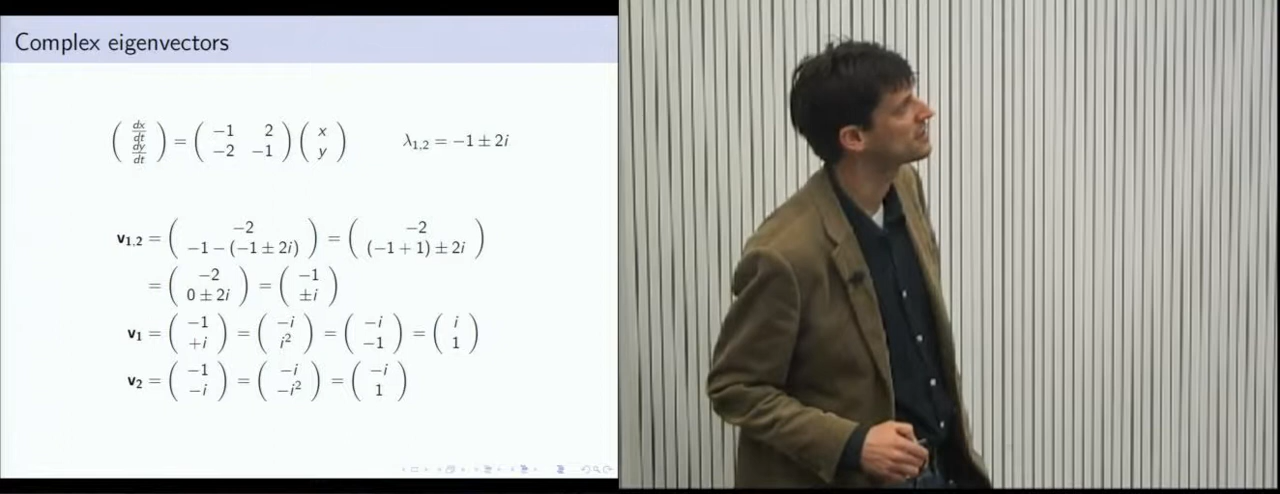 Complex eigenvectors
( dx/dt dy/dt ) = ( −1 2 −2 −1 ) ( x y ) λ1,2 = −1 ± 2i
v1,2 = ( −2 −1 − (−1 ± 2i) ) = ( −2 (−1 + 1) ± 2i )
= ( −2 0 ± 2i ) = ( −1 ±i )
v1 = ( −1 +i ) = ( −i i² ) = ( −i −1 ) = ( i 1 )
v2 = ( −1 −i ) = ( −i −i² ) = ( −i 1 )